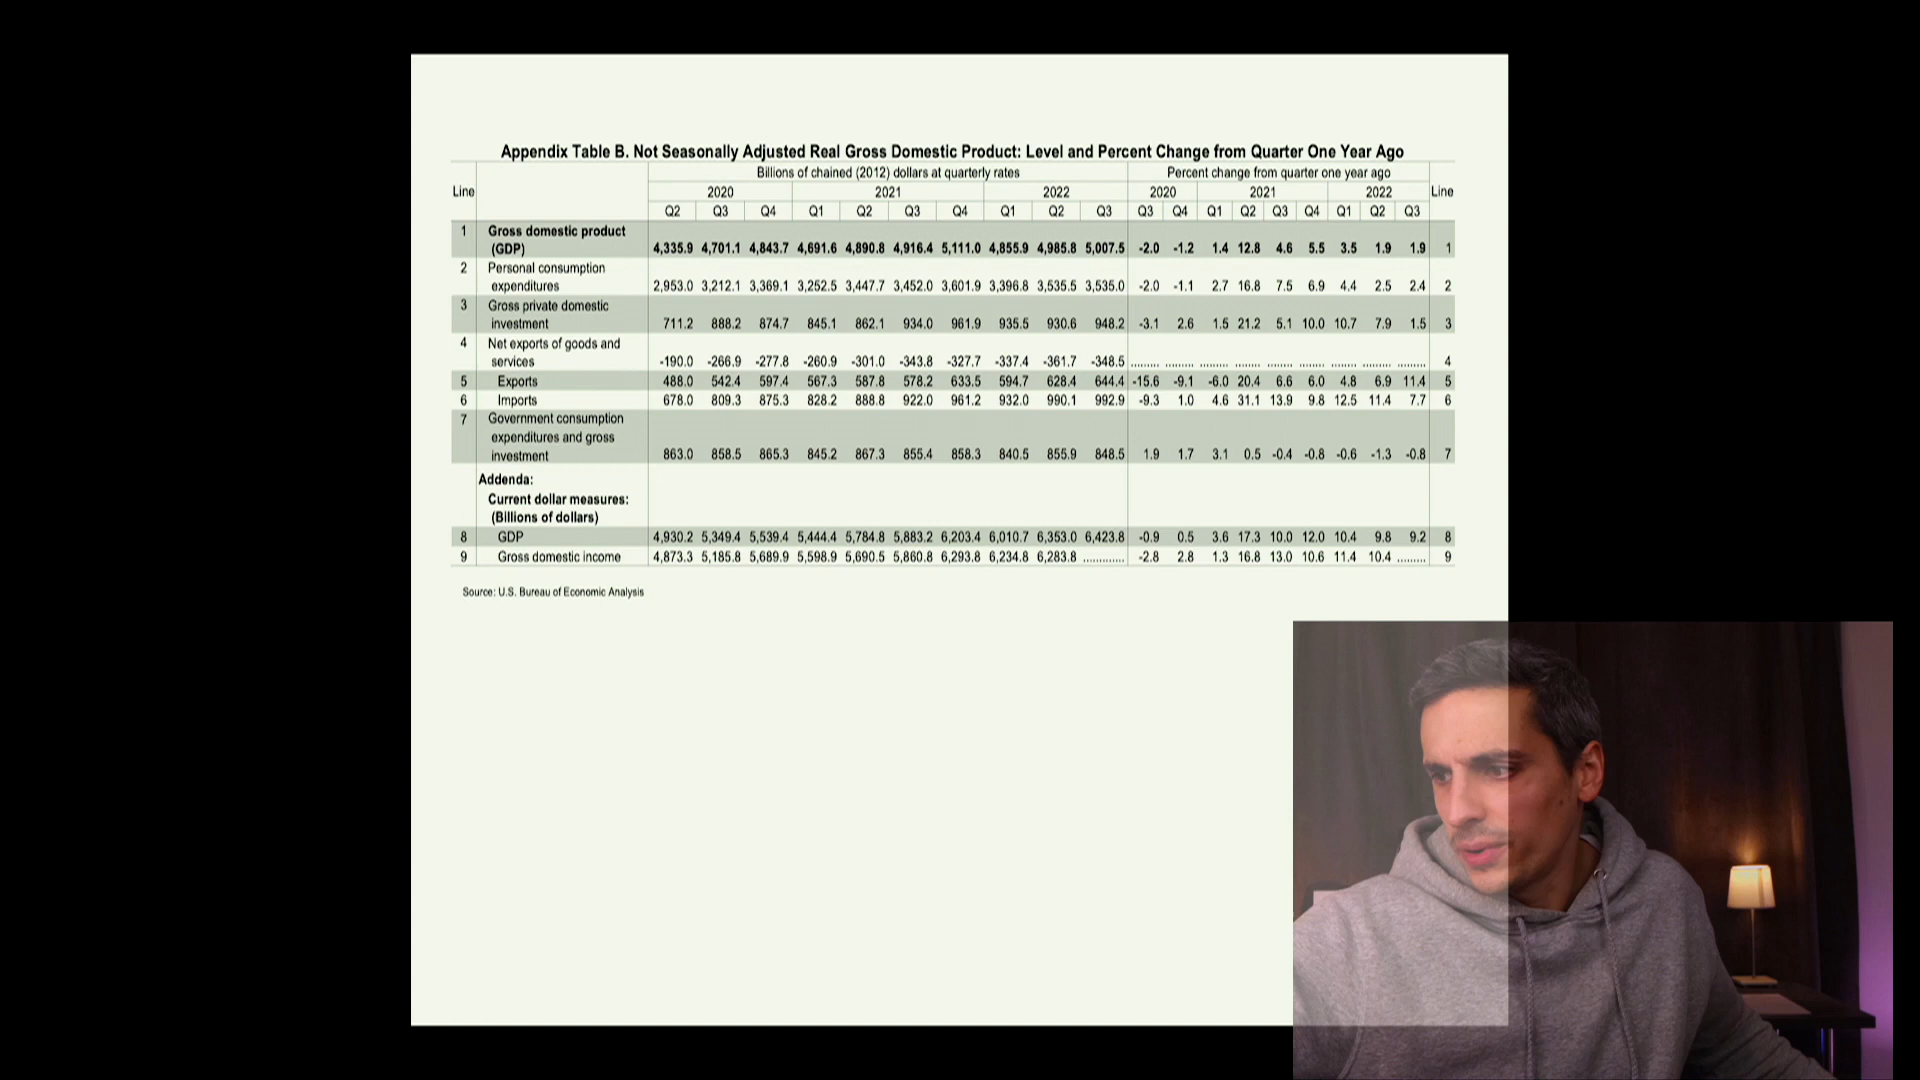 Appendix Table B. Not Seasonally Adjusted Real Gross Domestic Product: Level and Percent Change from Quarter One Year Ago
Line Billions of chained (2012) dollars at quarterly rates Percent change from quarter one year ago Line
2020 2021 2022 2020 2021 2022
Q2 Q3 Q4 Q1 Q2 Q3 Q4 Q1 Q2 Q3 Q3 Q4 Q1 Q2 Q3 Q4 Q1 Q2 Q3
1 Gross domestic product
(GDP) 4,335.9 4,701.1 4,843.7 4,691.6 4,890.8 4,916.4 5,111.0 4,855.9 4,985.8 5,007.5 -2.0 -1.2 1.4 12.8 4.6 5.5 3.5 1.9 1.9 1
2 Personal consumption
expenditures 2,953.0 3,212.1 3,369.1 3,252.5 3,447.7 3,452.0 3,601.9 3,396.8 3,535.5 3,535.0 -2.0 -1.1 2.7 16.8 7.5 6.9 4.4 2.5 2.4 2
3 Gross private domestic
investment 711.2 888.2 874.7 845.1 862.1 934.0 961.9 935.5 930.6 948.2 -3.1 2.6 1.5 21.2 5.1 10.0 10.7 7.9 1.5 3
4 Net exports of goods and
services -190.0 -266.9 -277.8 -260.9 -301.0 -343.8 -327.7 -337.4 -361.7 -348.5 ......... ......... ........ ........ ........ ........ ........ ........ ........ 4
5 Exports 488.0 542.4 597.4 567.3 587.8 578.2 633.5 594.7 628.4 644.4 -15.6 -9.1 -6.0 20.4 6.6 6.0 4.8 6.9 11.4 5
6 Imports 678.0 809.3 875.3 828.2 888.8 922.0 961.2 932.0 990.1 992.9 -9.3 1.0 4.6 31.1 13.9 9.8 12.5 11.4 7.7 6
7 Government consumption
expenditures and gross
investment 863.0 858.5 865.3 845.2 867.3 855.4 858.3 840.5 855.9 848.5 1.9 1.7 3.1 0.5 -0.4 -0.8 -0.6 -1.3 -0.8 7
Addenda:
Current dollar measures:
(Billions of dollars)
8 GDP 4,930.2 5,349.4 5,539.4 5,444.4 5,784.8 5,883.2 6,203.4 6,010.7 6,353.0 6,423.8 -0.9 0.5 3.6 17.3 10.0 12.0 10.4 9.8 9.2 8
9 Gross domestic income 4,873.3 5,185.8 5,689.9 5,598.9 5,690.5 5,860.8 6,293.8 6,234.8 6,283.8 ............. -2.8 2.8 1.3 16.8 13.0 10.6 11.4 10.4 ......... 9
Source: U.S. Bureau of Economic Analysis